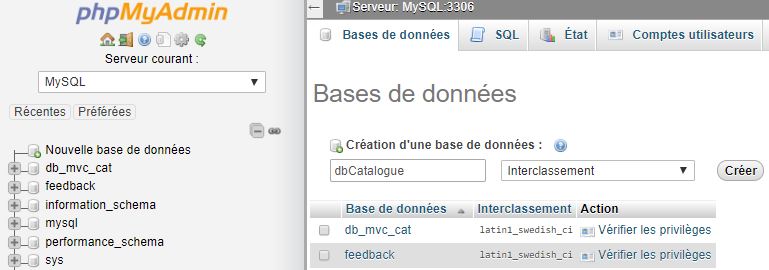 phpMyAdmin
Serveur courant :
MySQL
Récentes Préférées
Nouvelle base de données
db_mvc_cat
feedback
information_schema
mysql
performance_schema
sys
Serveur: MySQL:3306
Bases de données SQL État Comptes utilisateurs
Bases de données
Création d'une base de données :
dbCatalogue Interclassement Créer
Base de données Interclassement Action
db_mvc_cat latin1_swedish_ci Vérifier les privilèges
feedback latin1_swedish_ci Vérifier les privilèges